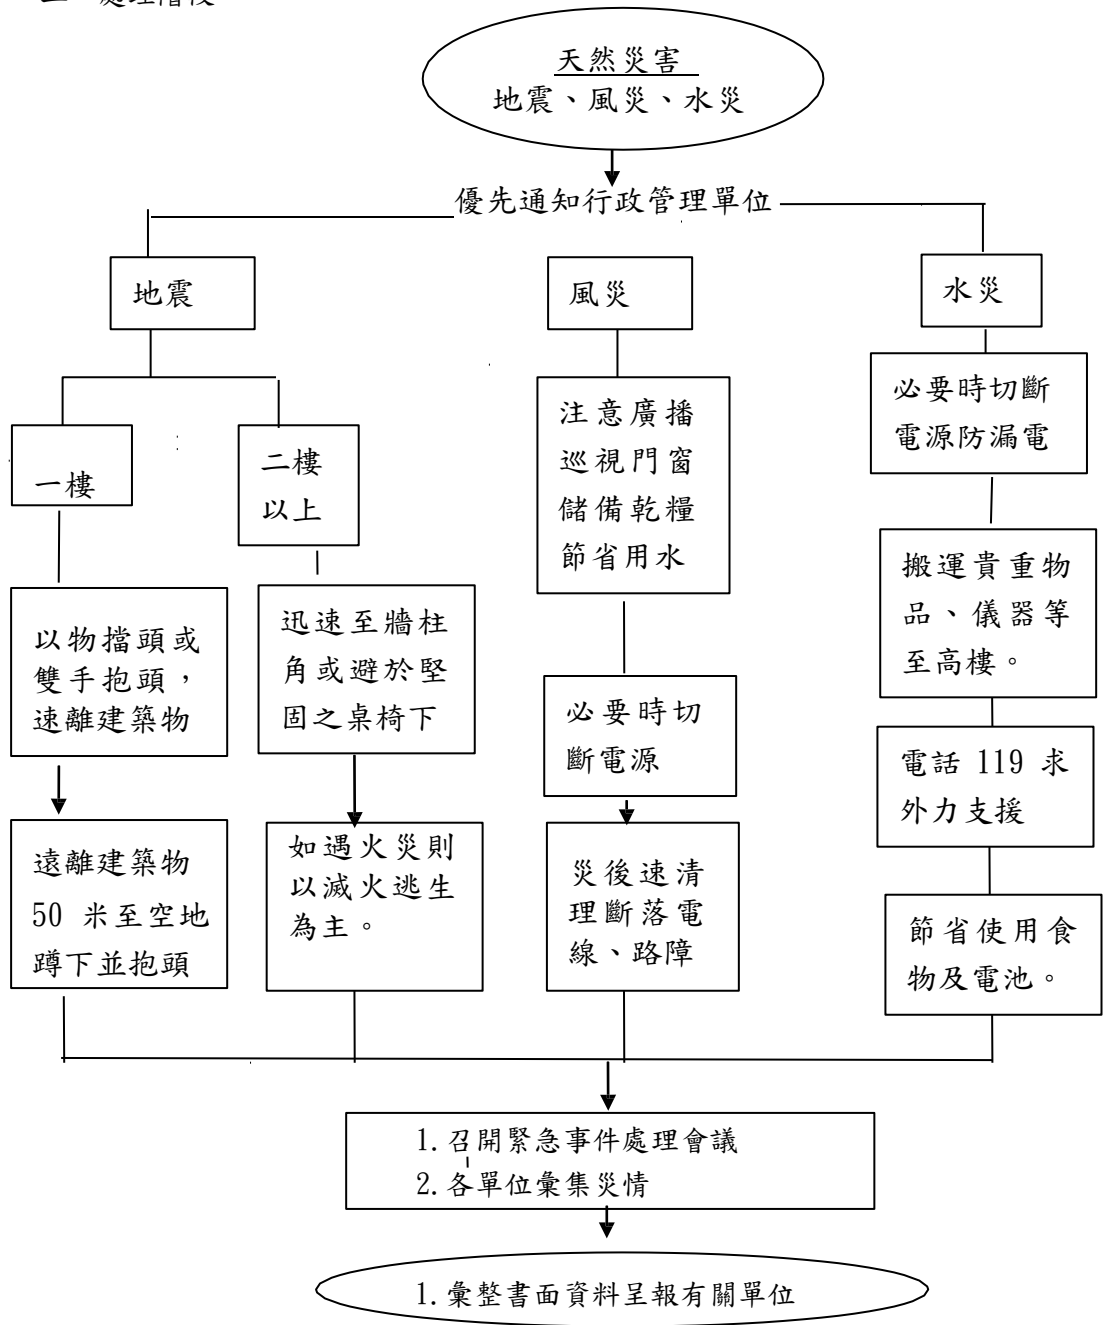 處理階段
天然災害
地震、風災、水災
優先通知行政管理單位
地震
風災
水災
一樓
二樓
以上
注意廣播
巡視門窗
儲備乾糧
節省用水
必要時切斷
電源防漏電
以物擋頭或
雙手抱頭，
速離建築物
迅速至牆柱
角或避於堅
固之桌椅下
必要時切
斷電源
搬運貴重物
品、儀器等
至高樓。
電話 119 求
外力支援
遠離建築物
50 米至空地
蹲下並抱頭
如遇火災則
以滅火逃生
為主。
災後速清
理斷落電
線、路障
節省使用食
物及電池。
1.召開緊急事件處理會議
2.各單位彙集災情
1.彙整書面資料呈報有關單位